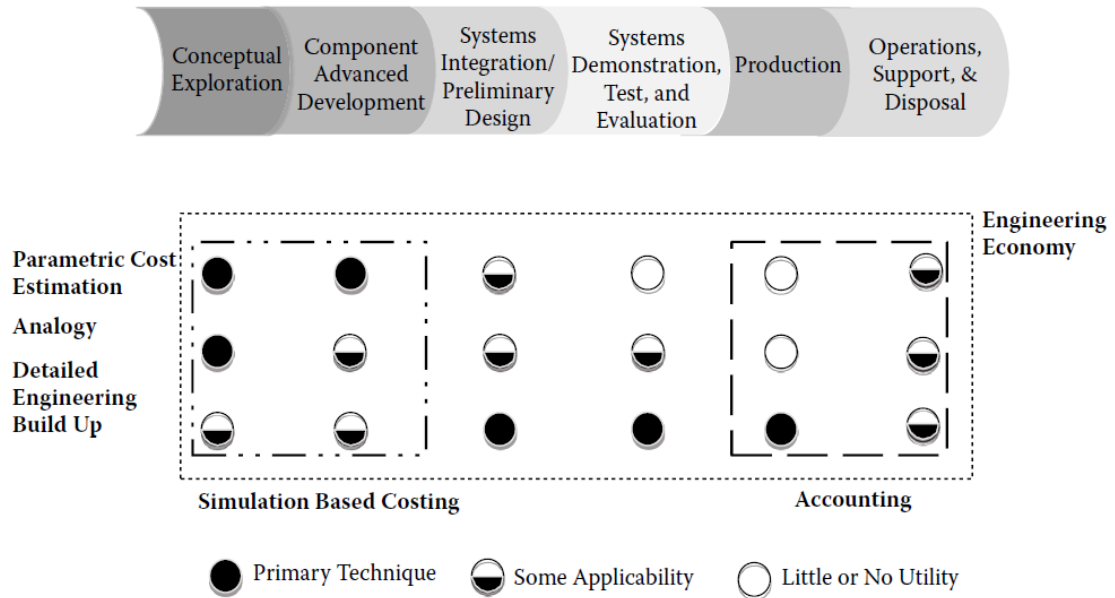 Conceptual
Exploration
Component
Advanced
Development
Systems
Integration/
Preliminary
Design
Systems
Demonstration,
Test, and
Evaluation
Production
Operations,
Support, &
Disposal
Engineering
Economy
Parametric Cost
Estimation
Analogy
Detailed
Engineering
Build Up
Simulation Based Costing
Accounting
Primary Technique
Some Applicability
Little or No Utility